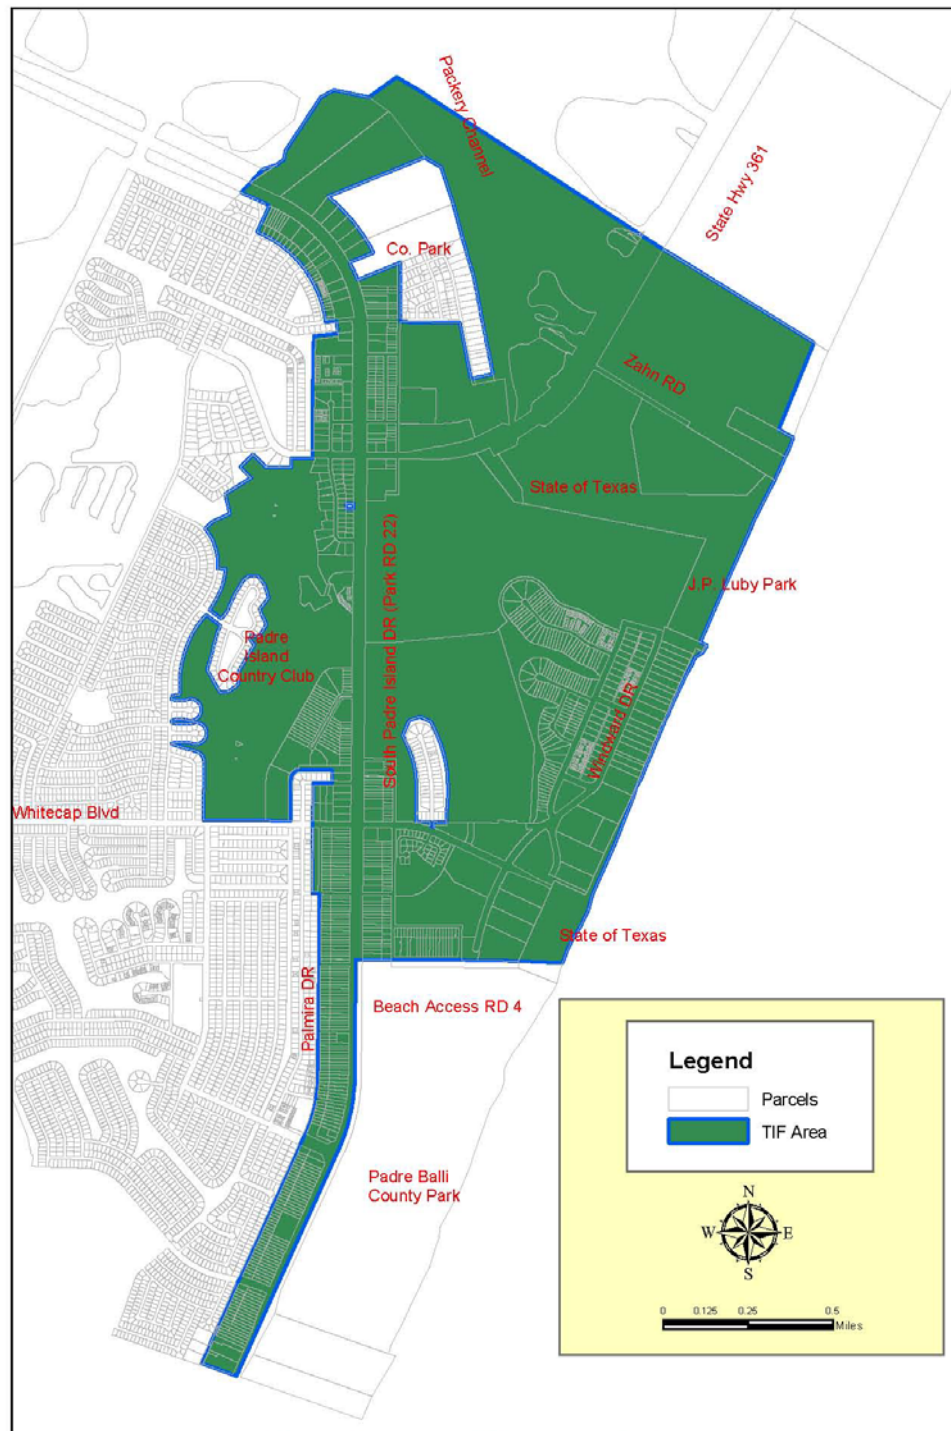 Packery Channel
State Hwy 361
Co. Park
Zahn RD
State of Texas
South Padre Island DR (Park RD 22)
J.P. Luby Park
Padre
Island
Country Club
Windward DR
Whitecap Blvd
State of Texas
Palmira DR
Beach Access RD 4
Padre Balli
County Park
Legend
Parcels
TIF Area
N
W
E
S
0 0.125 0.25 0.5
Miles